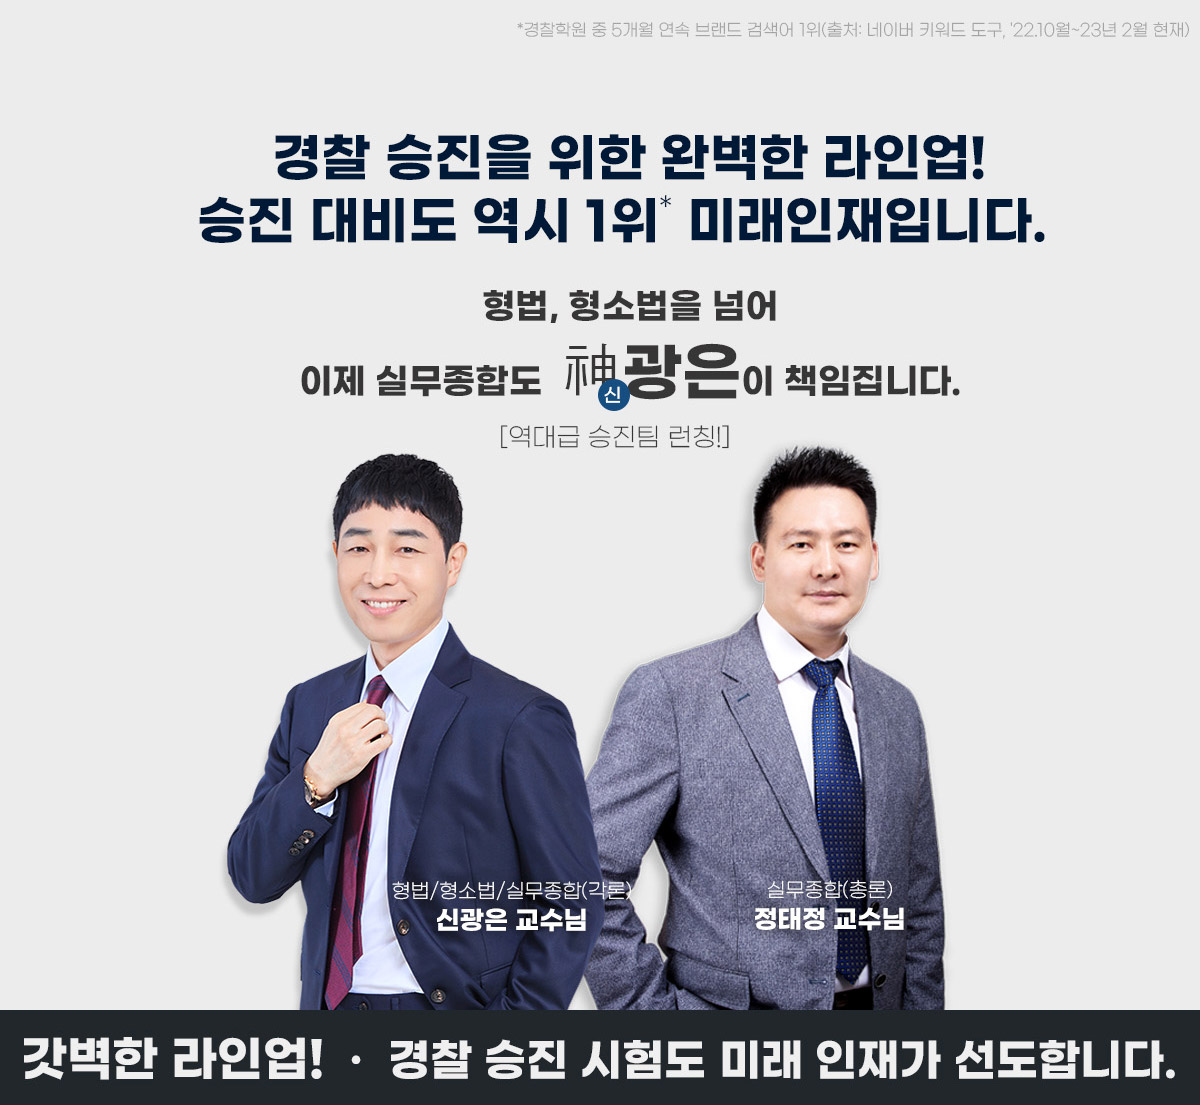 *경찰학원 중 5개월 연속 브랜드 검색어 1위(출처: 네이버 키워드 도구, '22.10월~23년 2월 현재)
경찰 승진을 위한 완벽한 라인업!
승진 대비도 역시 1위* 미래인재입니다.
형법, 형소법을 넘어
이제 실무종합도 神신광은이 책임집니다.
[역대급 승진팀 런칭!]
형법/형소법/실무종합(각론)
신광은 교수님
실무종합(총론)
정태정 교수님
갓벽한 라인업! · 경찰 승진 시험도 미래 인재가 선도합니다.